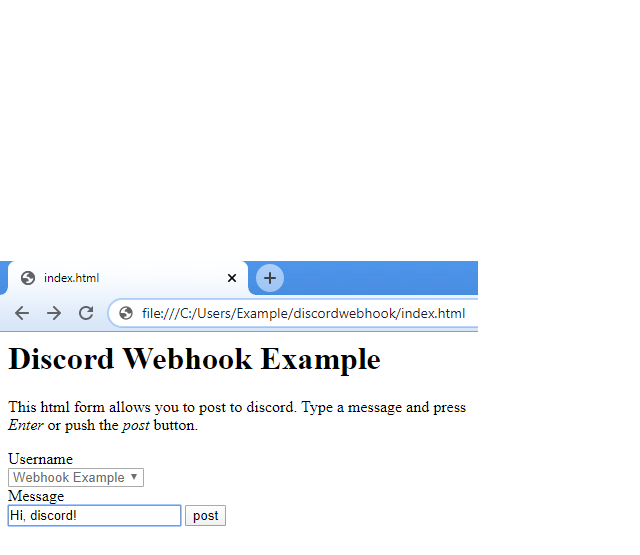 index.html
file:///C:/Users/Example/discordwebhook/index.html
Discord Webhook Example
This html form allows you to post to discord. Type a message and press
Enter or push the post button.
Username
Webhook Example
Message
Hi, discord! post